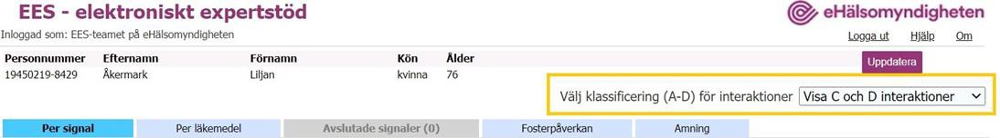 EES - elektroniskt expertstöd
eHälsomyndigheten
Inloggad som: EES-teamet på eHälsomyndigheten
Logga ut Hjälp Om
Personnummer Efternamn Förnamn Kön Ålder
Uppdatera
19450219-8429 Åkermark Liljan kvinna 76
Välj klassificering (A-D) för interaktioner Visa C och D interaktioner
Per signal Per läkemedel Avslutade signaler (0) Fosterpåverkan Amning